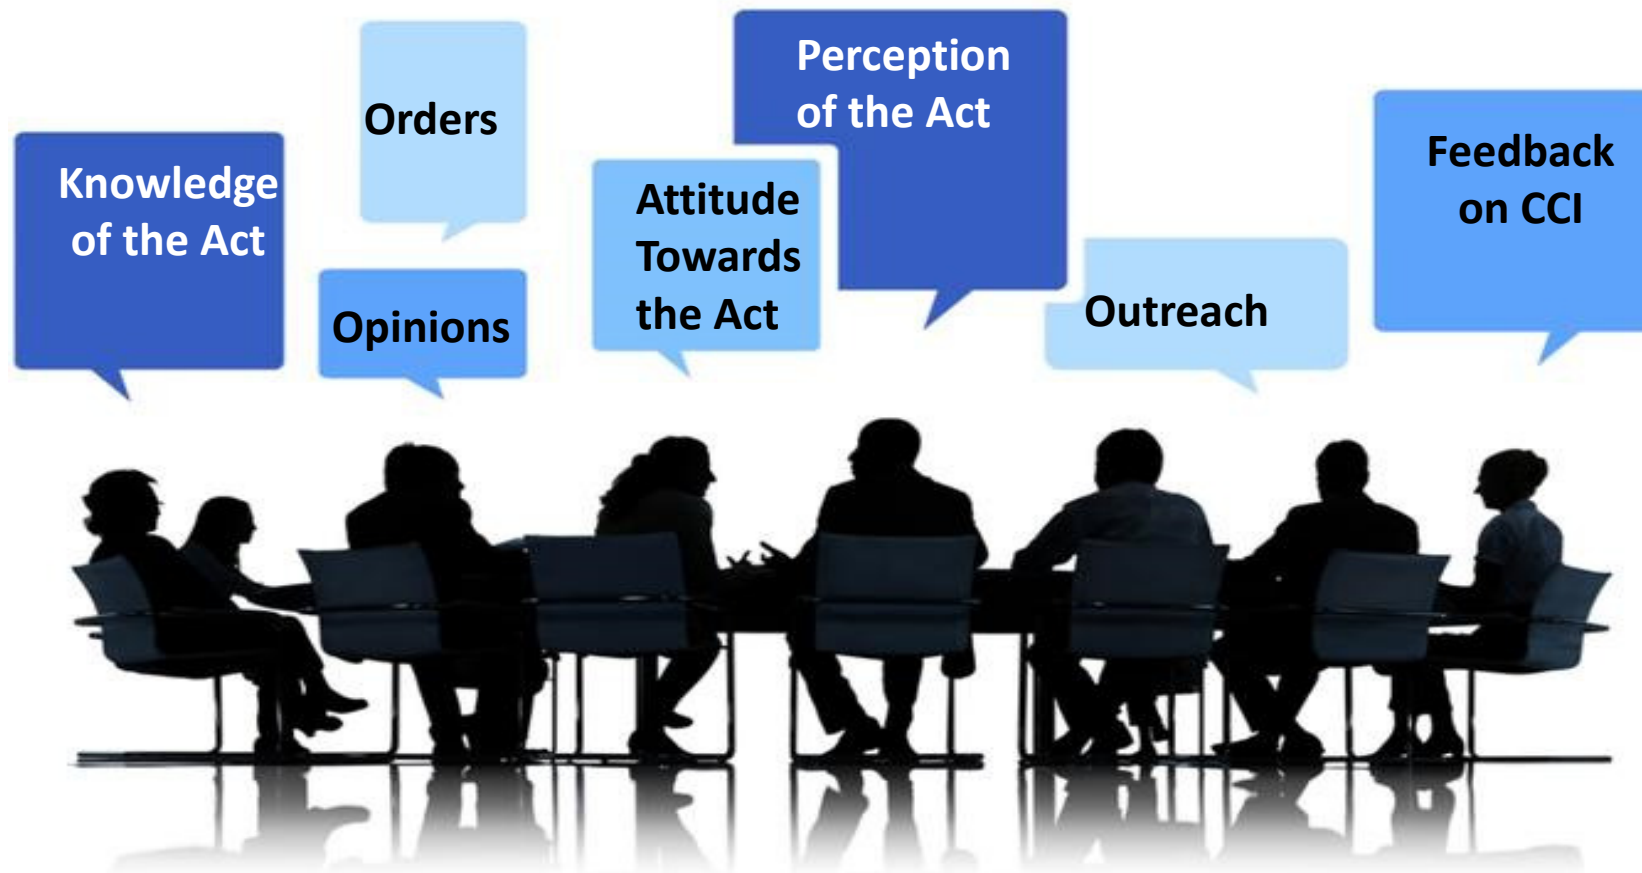 Knowledge
of the Act
Orders
Opinions
Attitude
Towards
the Act
Perception
of the Act
Outreach
Feedback
on CCI